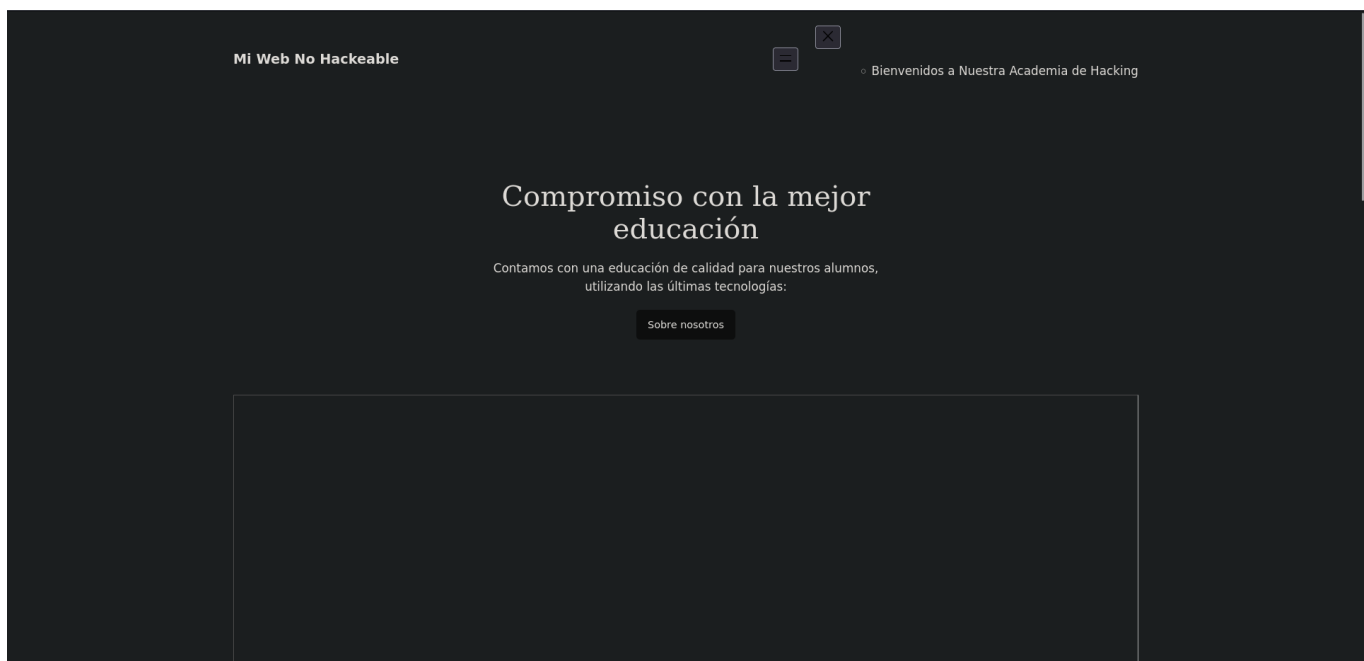 Mi Web No Hackeable
Bienvenidos a Nuestra Academia de Hacking
Compromiso con la mejor
educación
Contamos con una educación de calidad para nuestros alumnos,
utilizando las últimas tecnologías:
Sobre nosotros